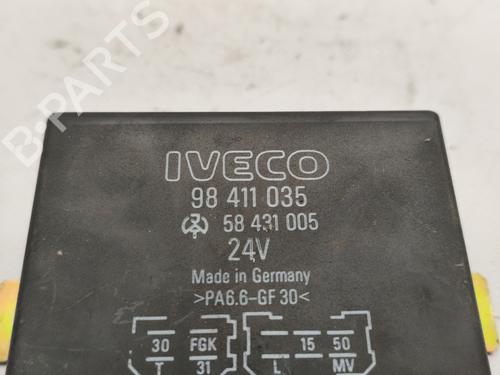 IVECO
98 411 035
58 431 005
24V
Made in Germany
>PA6.6-GF 30<
30 FGK 15 50
T 31 L MV
B-PARTS